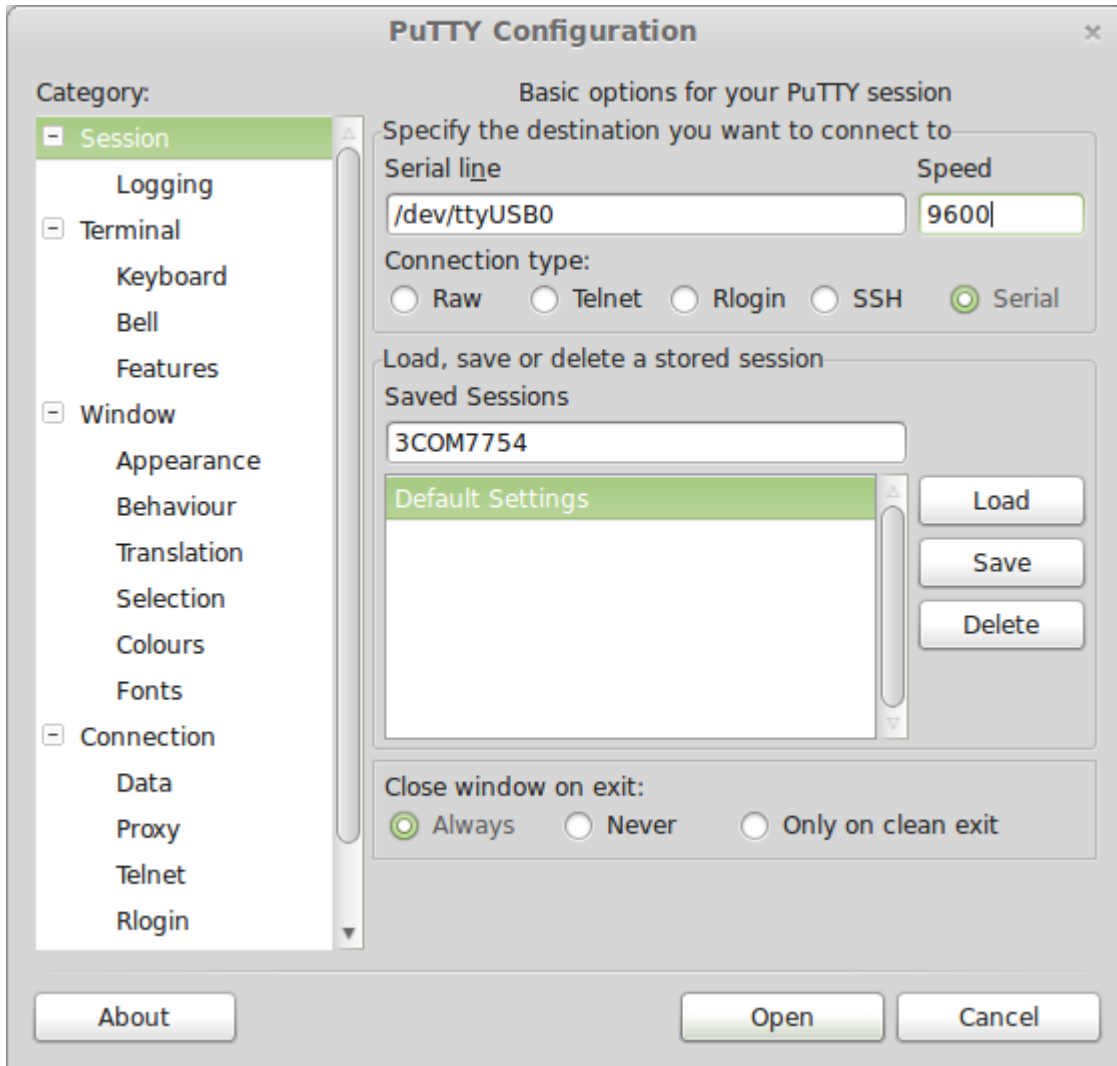 PuTTY Configuration
Category:
Session
Logging
Terminal
Keyboard
Bell
Features
Window
Appearance
Behaviour
Translation
Selection
Colours
Fonts
Connection
Data
Proxy
Telnet
Rlogin
Basic options for your PuTTY session
Specify the destination you want to connect to
Serial line Speed
/dev/ttyUSB0 9600
Connection type:
Raw Telnet Rlogin SSH Serial
Load, save or delete a stored session
Saved Sessions
3COM7754
Default Settings
Load
Save
Delete
Close window on exit:
Always Never Only on clean exit
About Open Cancel